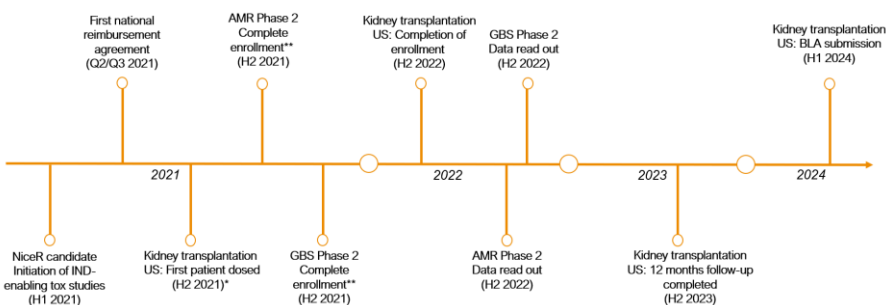 First national
reimbursement
agreement
(Q2/Q3 2021)
AMR Phase 2
Complete
enrollment**
(H2 2021)
Kidney transplantation
US: Completion of
enrollment
(H2 2022)
GBS Phase 2
Data read out
(H2 2022)
Kidney transplantation
US: BLA submission
(H1 2024)
2021
2022
2023
2024
NiceR candidate
Initiation of IND-
enabling tox studies
(H1 2021)
Kidney transplantation
US: First patient dosed
(H2 2021)*
GBS Phase 2
Complete
enrollment**
(H2 2021)
AMR Phase 2
Data read out
(H2 2022)
Kidney transplantation
US: 12 months follow-up
completed
(H2 2023)